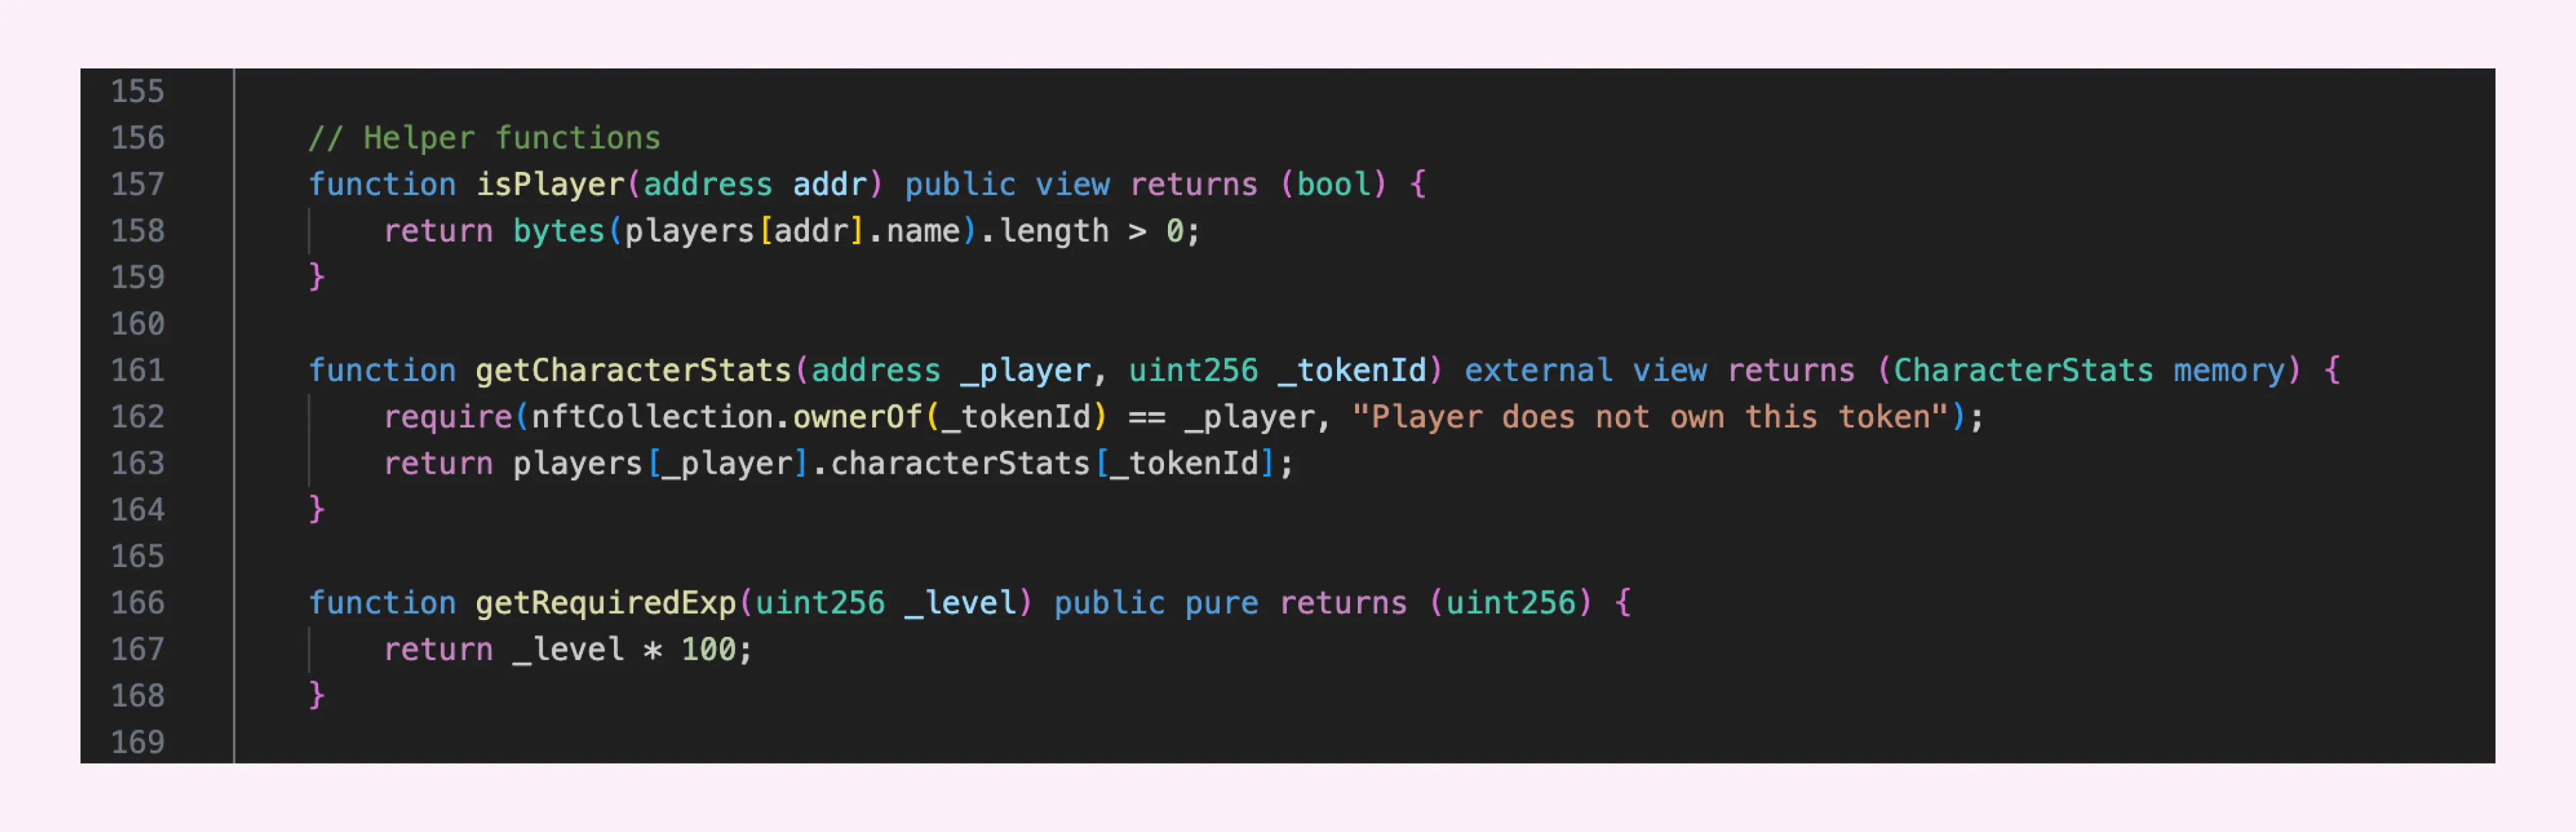 155
156 // Helper functions
157 function isPlayer(address addr) public view returns (bool) {
158 return bytes(players[addr].name).length > 0;
159 }
160
161 function getCharacterStats(address _player, uint256 _tokenId) external view returns (CharacterStats memory) {
162 require(nftCollection.ownerOf(_tokenId) == _player, "Player does not own this token");
163 return players[_player].characterStats[_tokenId];
164 }
165
166 function getRequiredExp(uint256 _level) public pure returns (uint256) {
167 return _level * 100;
168 }
169